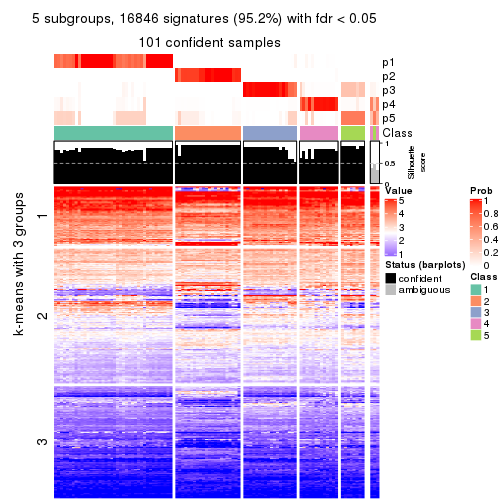 5 subgroups, 16846 signatures (95.2%) with fdr < 0.05
101 confident samples
p1
p2
p3
p4
p5
Class
1
0.5
0
Silhouette
score
k-means with 3 groups
1
2
3
Value
5
4
3
2
1
Status (barplots)
confident
ambiguous
Prob
1
0.8
0.6
0.4
0.2
0
Class
1
2
3
4
5